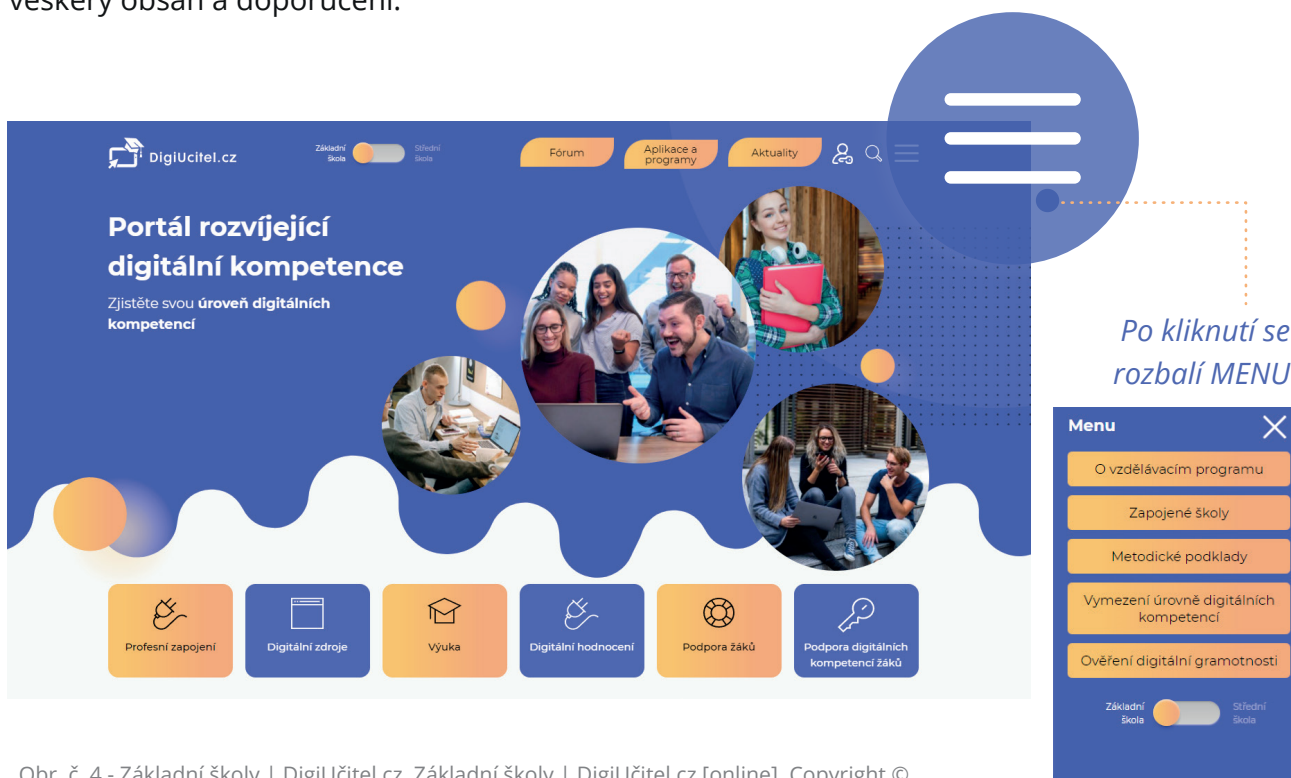 veškerý obsah a doporučení.
DigiUcitel.cz
Základní
škola
Střední
škola
Fórum
Aplikace a
programy
Aktuality
Portál rozvíjející
digitální kompetence
Zjistěte svou úroveň digitálních
kompetencí
Po kliknutí se
rozbalí MENU
Menu
O vzdělávacím programu
Zapojené školy
Metodické podklady
Vymezení úrovně digitálních
kompetencí
Ověření digitální gramotnosti
Základní
škola
Střední
škola
Profesní zapojení
Digitální zdroje
Výuka
Digitální hodnocení
Podpora žáků
Podpora digitálních
kompetencí žáků
Obr. č. 4 - Základní školy | DigiUčitel.cz. Základní školy | DigiUčitel.cz [online]. Copyright ©